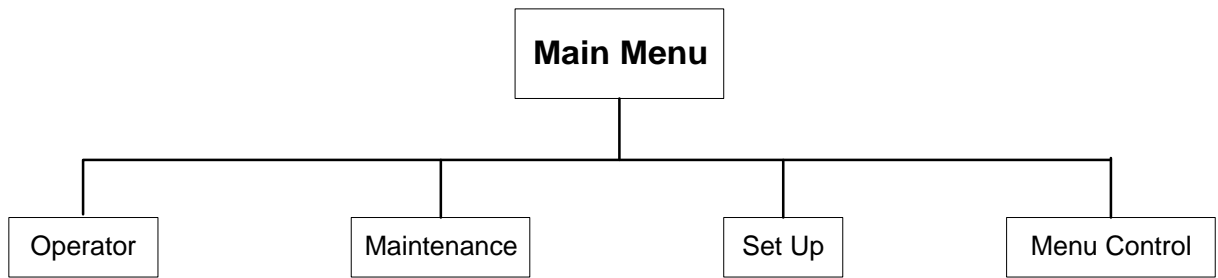 Main Menu
Operator
Maintenance
Set Up
Menu Control